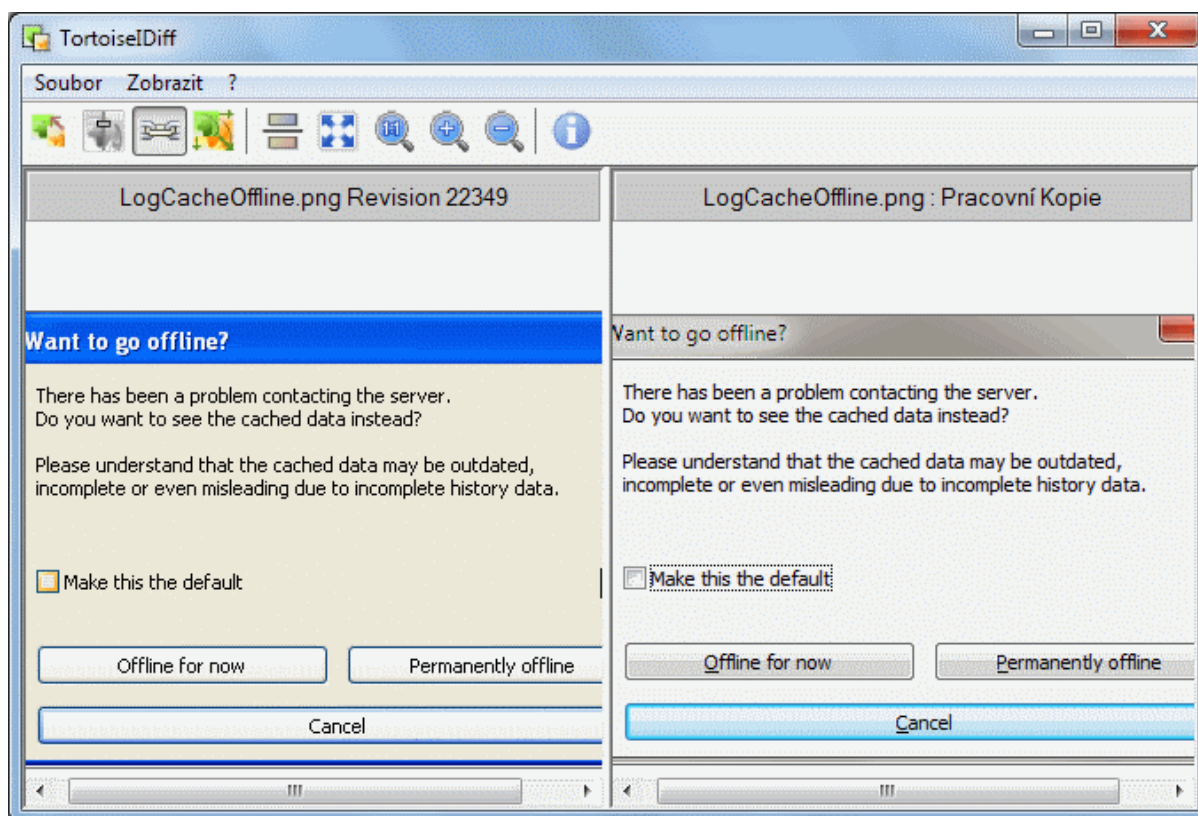 TortoiseIDiff
Soubor Zobrazit ?
1:1
LogCacheOffline.png Revision 22349
Want to go offline?
There has been a problem contacting the server.
Do you want to see the cached data instead?
Please understand that the cached data may be outdated,
incomplete or even misleading due to incomplete history data.
Make this the default
Offline for now
Permanently offline
Cancel
LogCacheOffline.png : Pracovní Kopie
Want to go offline?
There has been a problem contacting the server.
Do you want to see the cached data instead?
Please understand that the cached data may be outdated,
incomplete or even misleading due to incomplete history data.
Make this the default
Offline for now
Permanently offline
Cancel